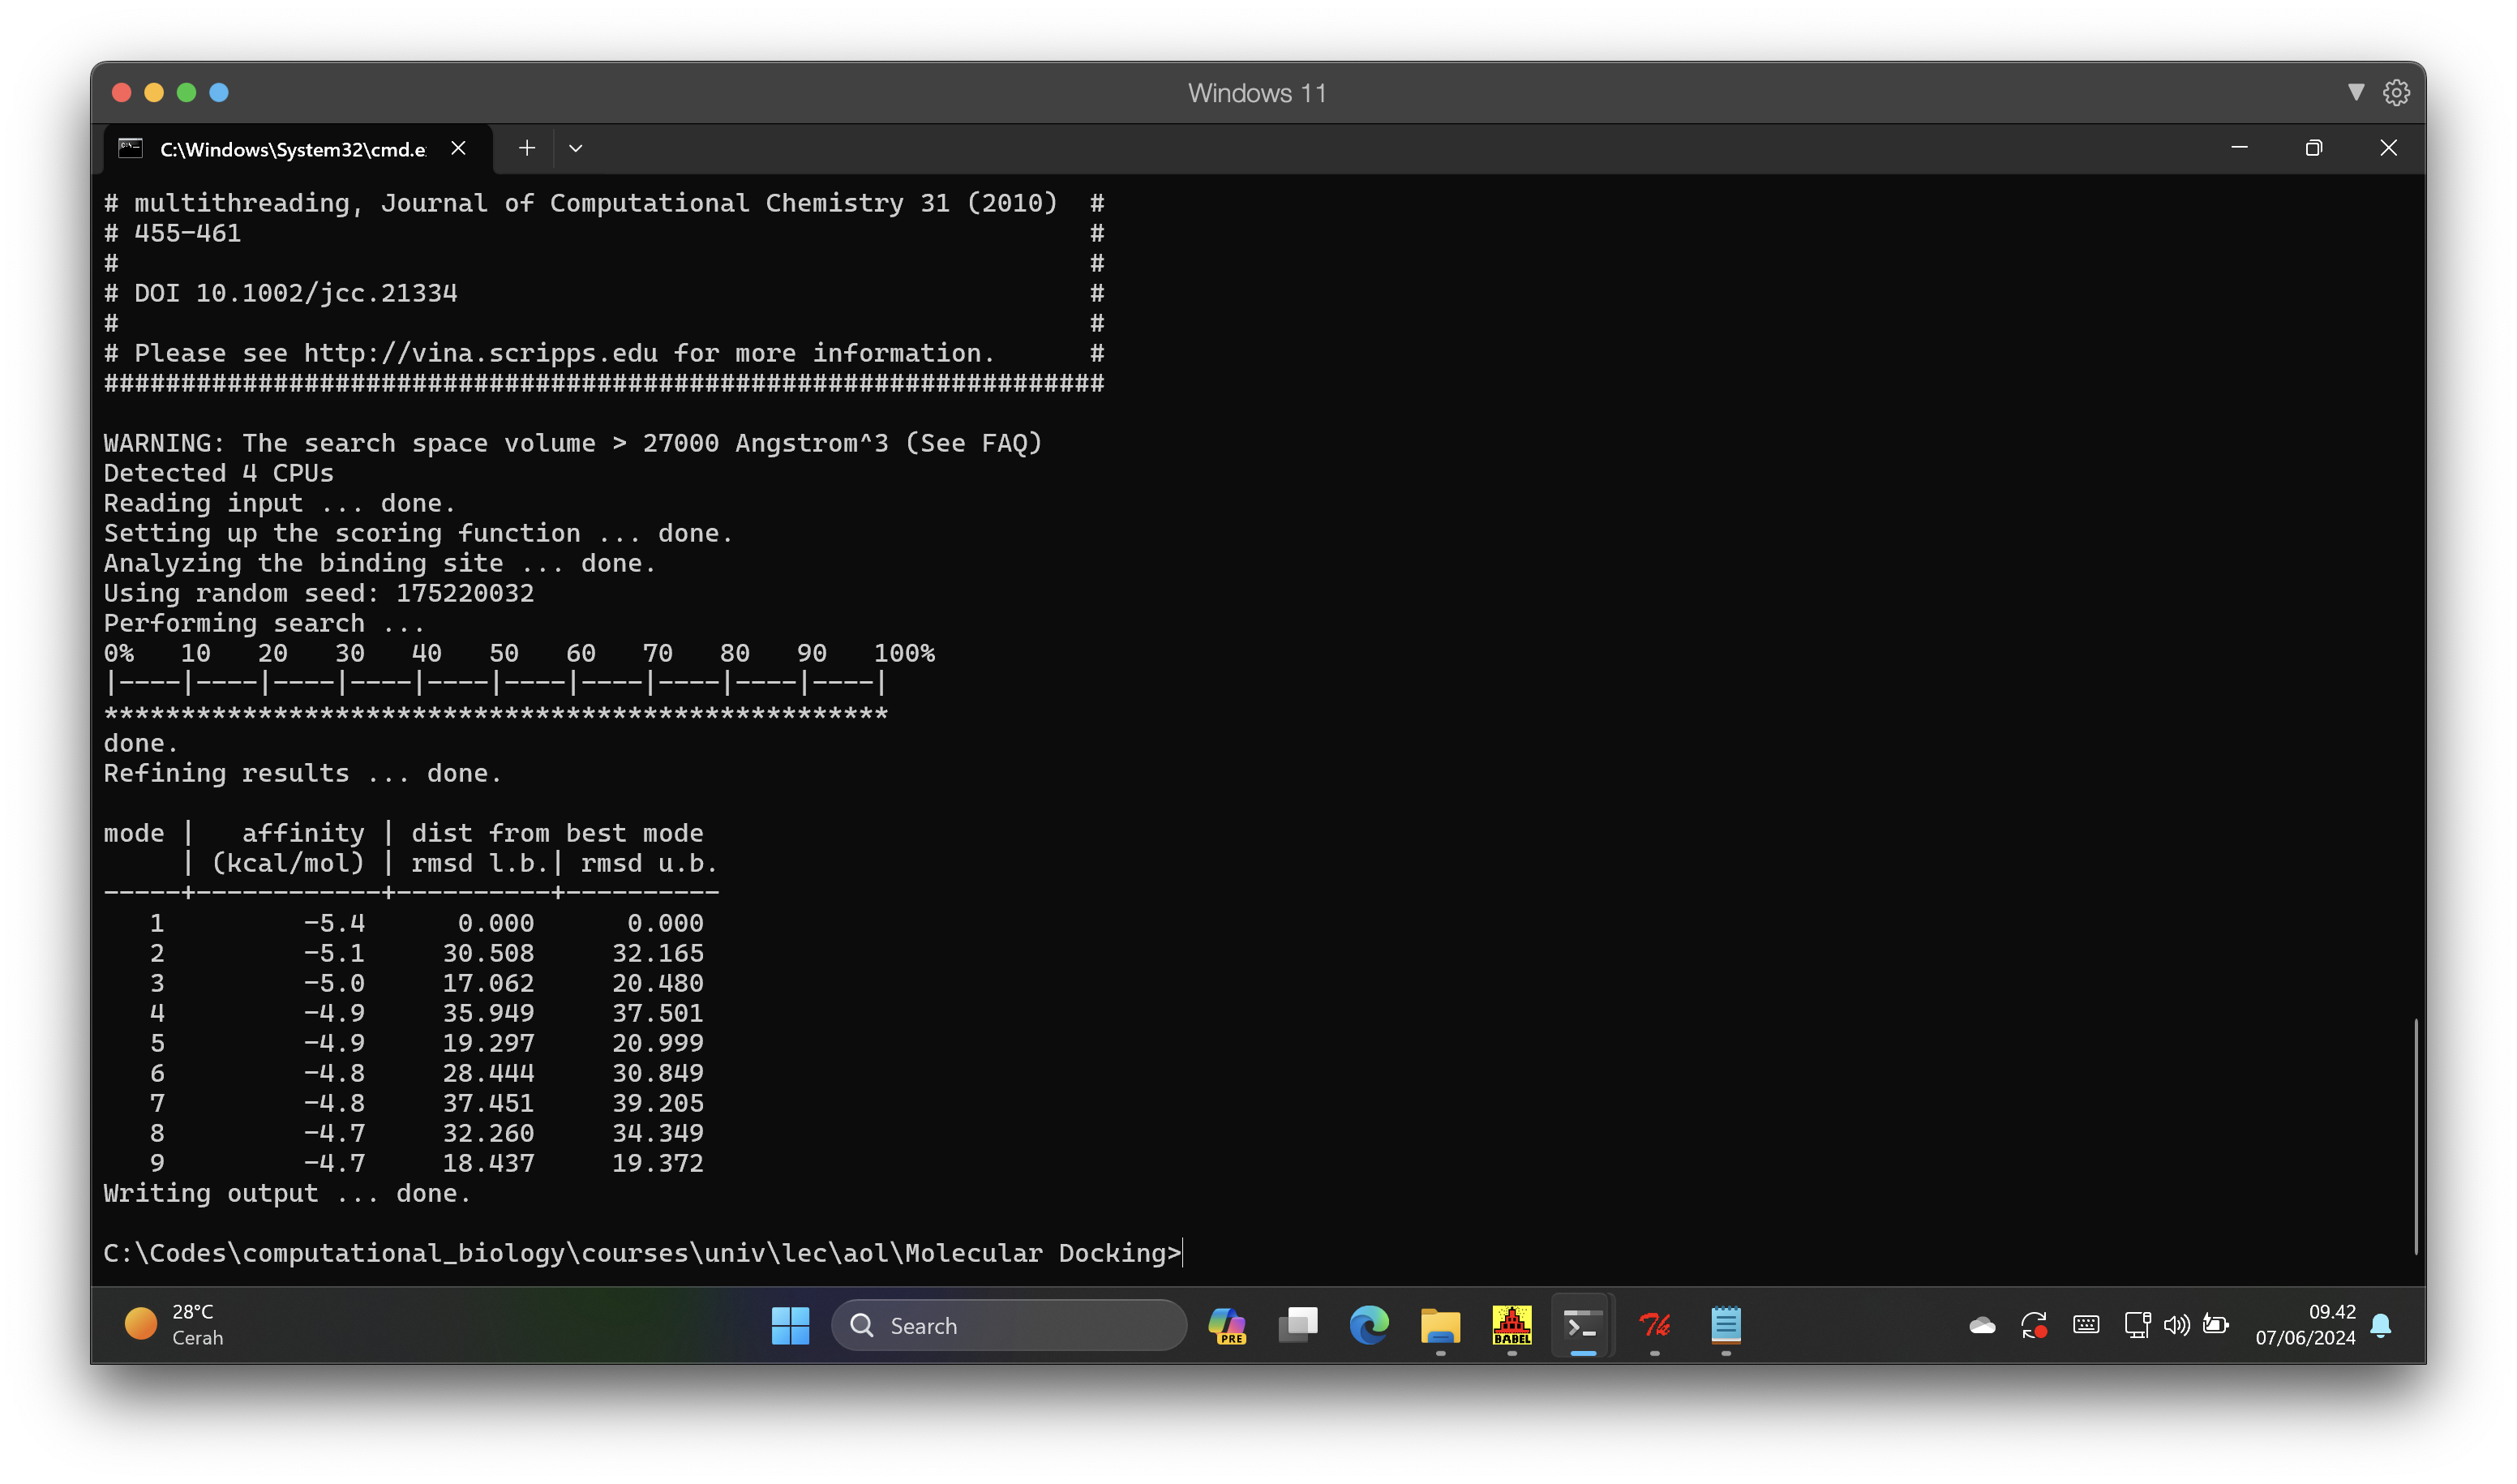 Windows 11
C:\Windows\System32\cmd.e
# multithreading, Journal of Computational Chemistry 31 (2010)  #
# 455-461                                                       #
#                                                               #
# DOI 10.1002/jcc.21334                                         #
#                                                               #
# Please see http://vina.scripps.edu for more information.      #
#################################################################
WARNING: The search space volume > 27000 Angstrom^3 (See FAQ)
Detected 4 CPUs
Reading input ... done.
Setting up the scoring function ... done.
Analyzing the binding site ... done.
Using random seed: 175220032
Performing search ...
0%   10   20   30   40   50   60   70   80   90   100%
|----|----|----|----|----|----|----|----|----|----|
***************************************************
done.
Refining results ... done.
mode |   affinity | dist from best mode
     | (kcal/mol) | rmsd l.b.| rmsd u.b.
-----+------------+----------+----------
   1         -5.4      0.000      0.000
   2         -5.1     30.508     32.165
   3         -5.0     17.062     20.480
   4         -4.9     35.949     37.501
   5         -4.9     19.297     20.999
   6         -4.8     28.444     30.849
   7         -4.8     37.451     39.205
   8         -4.7     32.260     34.349
   9         -4.7     18.437     19.372
Writing output ... done.
C:\Codes\computational_biology\courses\univ\lec\aol\Molecular Docking>
28°C
Cerah
Search
PRE
BABEL
Tk
09.42
07/06/2024